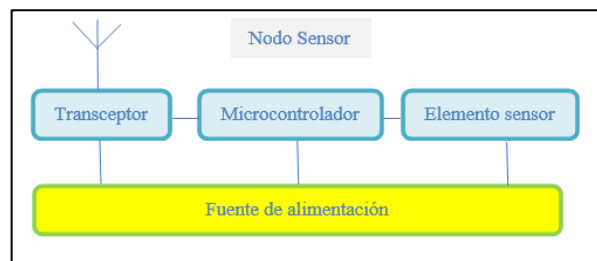 Nodo Sensor
Transceptor
Microcontrolador
Elemento sensor
Fuente de alimentación